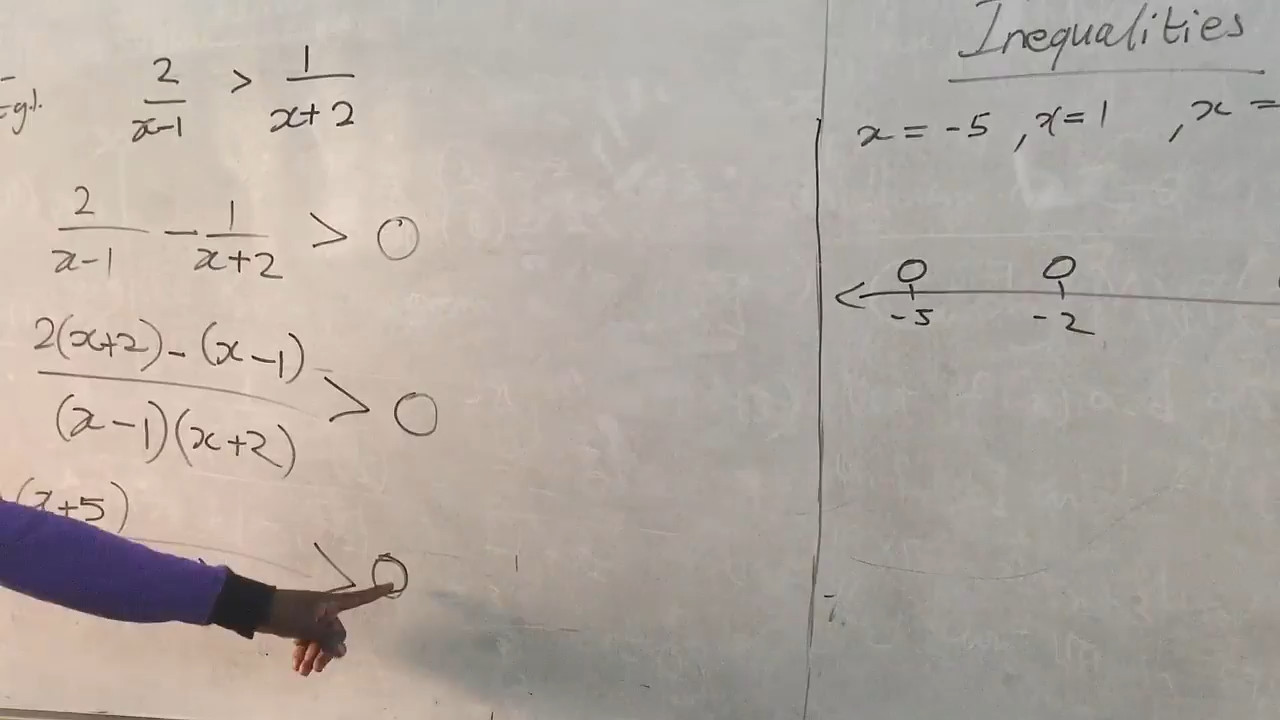 eg1. 2/(x-1) > 1/(x+2)
2/(x-1) - 1/(x+2) > 0
(2(x+2) - (x-1))/((x-1)(x+2)) > 0
(x+5) > 0
Inequalities
x = -5 , x = 1 , x =
-5 -2